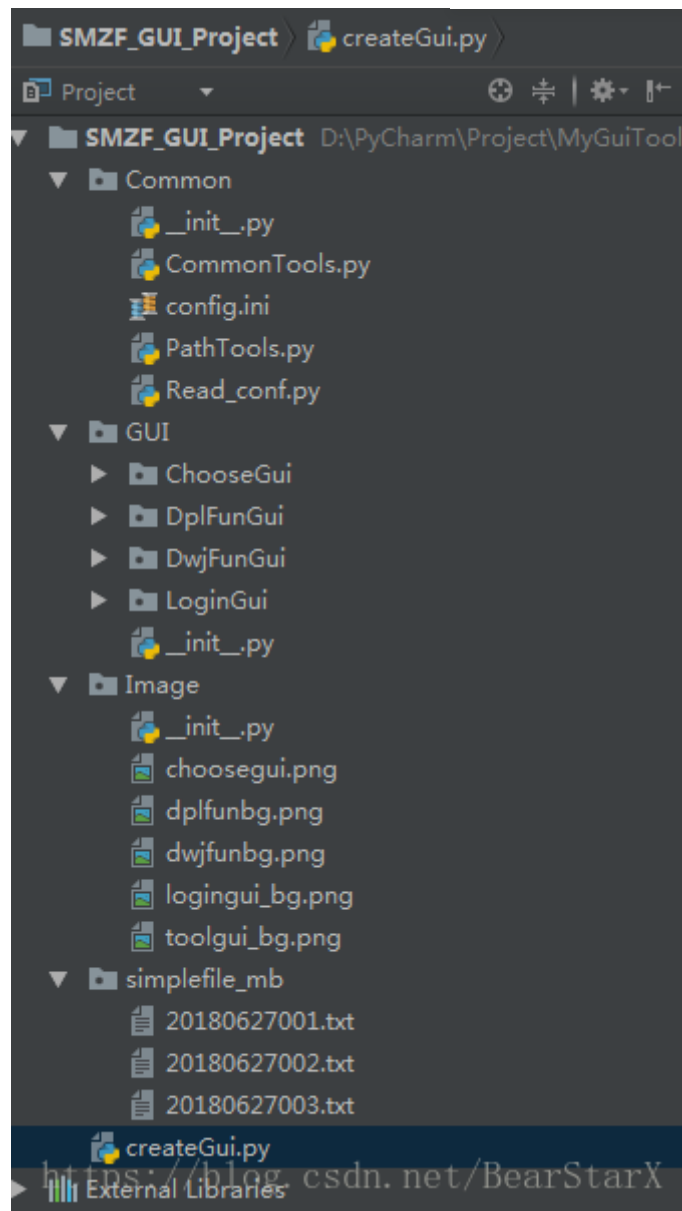 SMZF_GUI_Project createGui.py
Project
SMZF_GUI_Project D:\PyCharm\Project\MyGuiTool
Common
__init__.py
CommonTools.py
config.ini
PathTools.py
Read_conf.py
GUI
ChooseGui
DplFunGui
DwjFunGui
LoginGui
__init__.py
Image
__init__.py
choosegui.png
dplfunbg.png
dwjfunbg.png
logingui_bg.png
toolgui_bg.png
simplefile_mb
20180627001.txt
20180627002.txt
20180627003.txt
createGui.py
https://blog.csdn.net/BearStarX
External Libraries